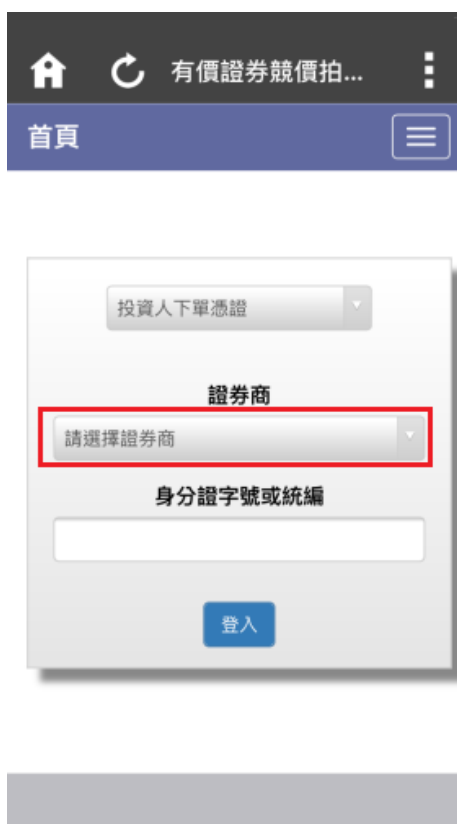 有價證券競價拍...
首頁
投資人下單憑證
證券商
請選擇證券商
身分證字號或統編
登入